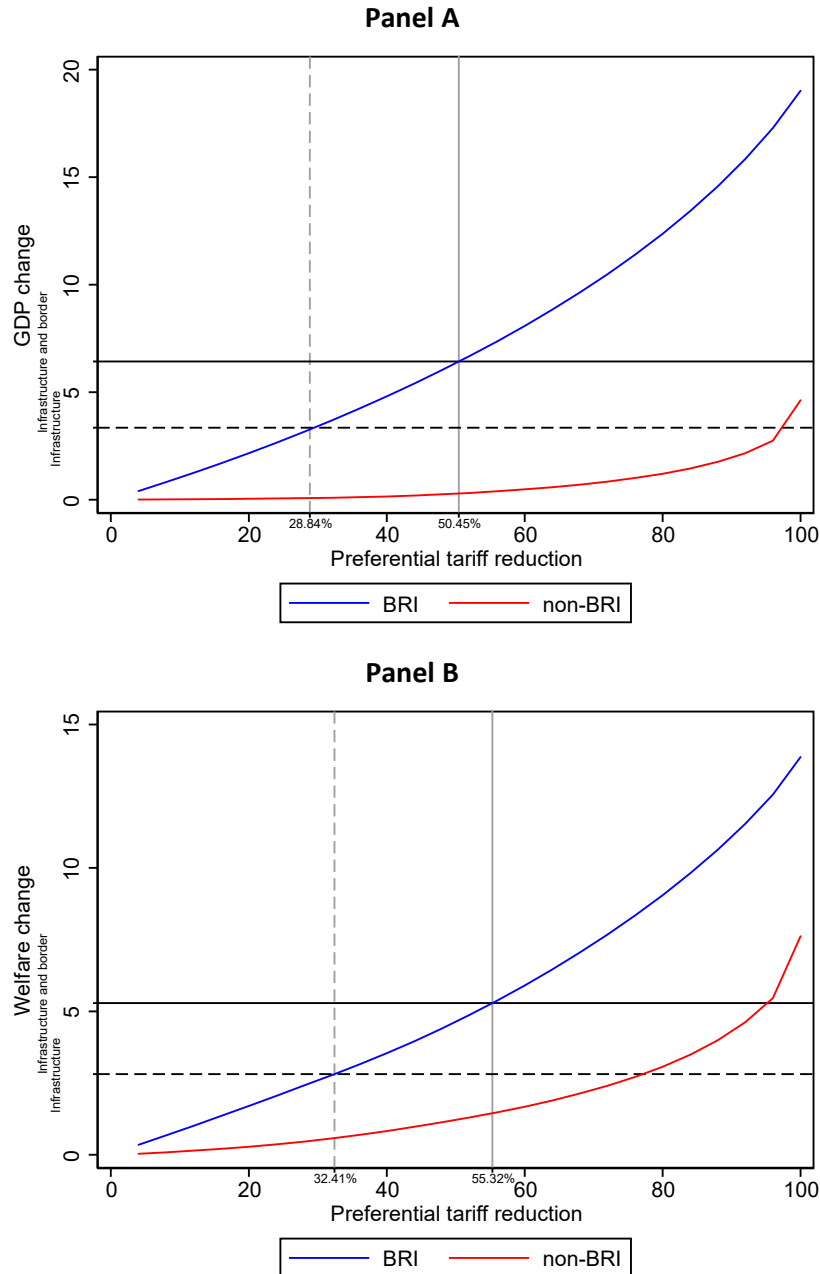 Panel A
GDP change
Infrastructure and border
Infrastructure
20
15
10
5
0
0 20 40 60 80 100
28.84% 50.45%
Preferential tariff reduction
BRI non-BRI
Panel B
Welfare change
Infrastructure and border
Infrastructure
15
10
5
0
0 20 40 60 80 100
32.41% 55.32%
Preferential tariff reduction
BRI non-BRI